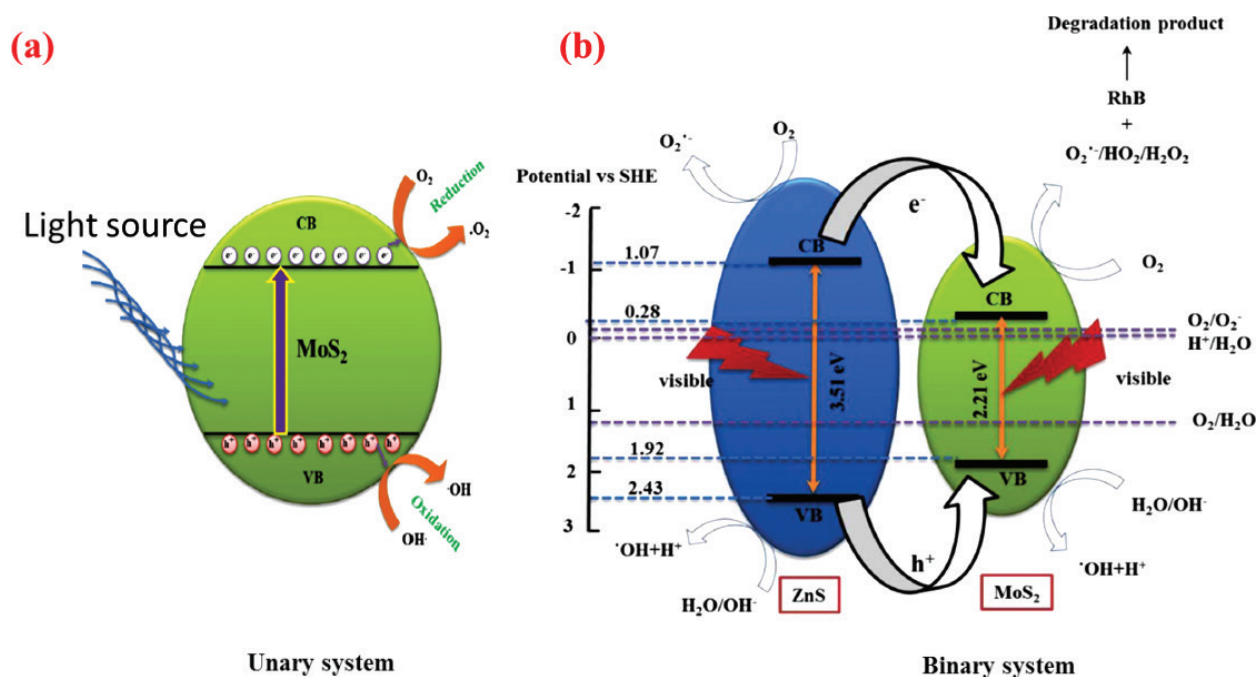 (a)
Light source
CB
e⁻ e⁻ e⁻ e⁻ e⁻ e⁻ e⁻ e⁻
MoS₂
h⁺ h⁺ h⁺ h⁺ h⁺ h⁺ h⁺ h⁺
VB
O₂
Reduction
.O₂
·OH
Oxidation
OH·
Unary system
(b)
Degradation product
RhB
+
O₂˙⁻/HO₂/H₂O₂
O₂˙⁻
O₂
Potential vs SHE
-2
-1
0
1
2
3
1.07
0.28
1.92
2.43
CB
visible
3.51 eV
VB
e⁻
h⁺
CB
2.21 eV
VB
visible
O₂
O₂/O₂⁻
H⁺/H₂O
O₂/H₂O
H₂O/OH⁻
˙OH+H⁺
˙OH+H⁺
H₂O/OH⁻
ZnS
MoS₂
Binary system